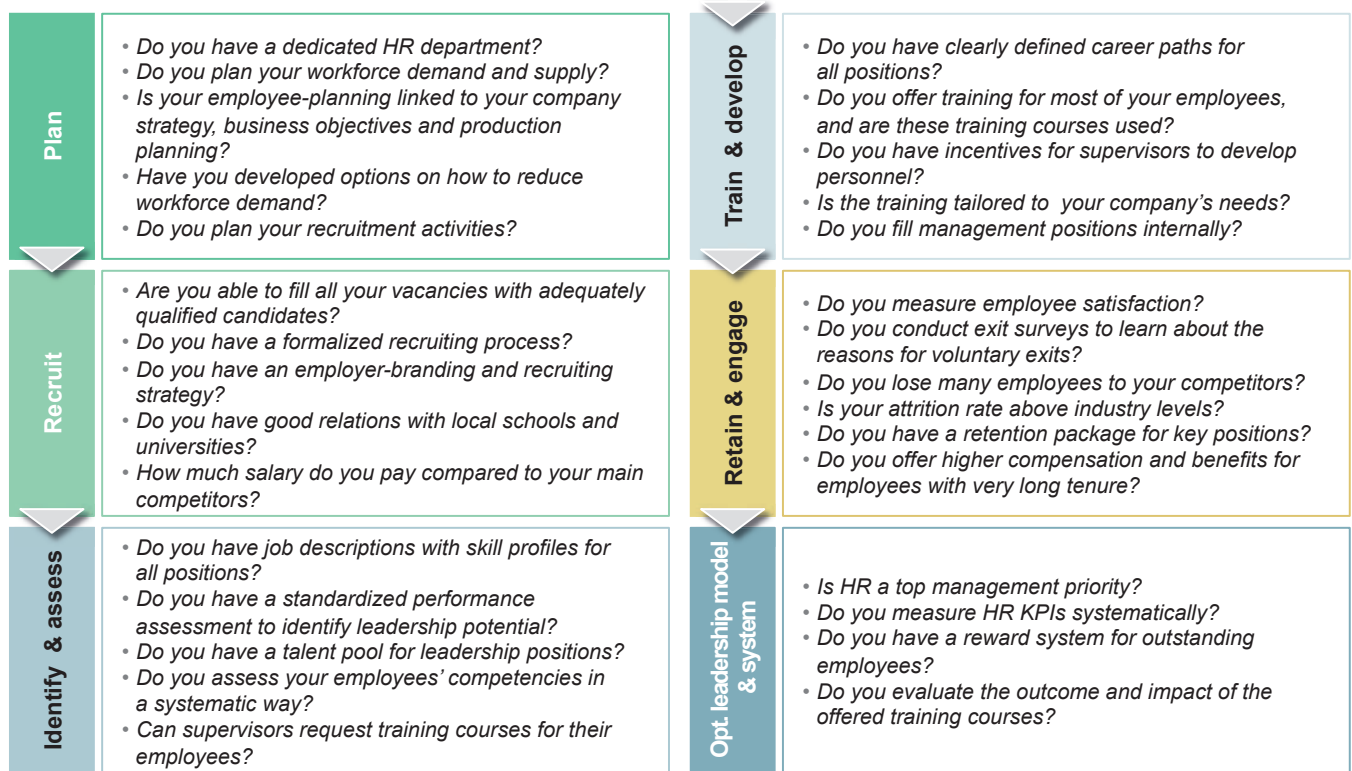 Plan
• Do you have a dedicated HR department?
• Do you plan your workforce demand and supply?
• Is your employee-planning linked to your company
strategy, business objectives and production
planning?
• Have you developed options on how to reduce
workforce demand?
• Do you plan your recruitment activities?
Recruit
• Are you able to fill all your vacancies with adequately
qualified candidates?
• Do you have a formalized recruiting process?
• Do you have an employer-branding and recruiting
strategy?
• Do you have good relations with local schools and
universities?
• How much salary do you pay compared to your main
competitors?
Identify & assess
• Do you have job descriptions with skill profiles for
all positions?
• Do you have a standardized performance
assessment to identify leadership potential?
• Do you have a talent pool for leadership positions?
• Do you assess your employees’ competencies in
a systematic way?
• Can supervisors request training courses for their
employees?
Train & develop
• Do you have clearly defined career paths for
all positions?
• Do you offer training for most of your employees,
and are these training courses used?
• Do you have incentives for supervisors to develop
personnel?
• Is the training tailored to your company’s needs?
• Do you fill management positions internally?
Retain & engage
• Do you measure employee satisfaction?
• Do you conduct exit surveys to learn about the
reasons for voluntary exits?
• Do you lose many employees to your competitors?
• Is your attrition rate above industry levels?
• Do you have a retention package for key positions?
• Do you offer higher compensation and benefits for
employees with very long tenure?
Opt. leadership model
& system
• Is HR a top management priority?
• Do you measure HR KPIs systematically?
• Do you have a reward system for outstanding
employees?
• Do you evaluate the outcome and impact of the
offered training courses?